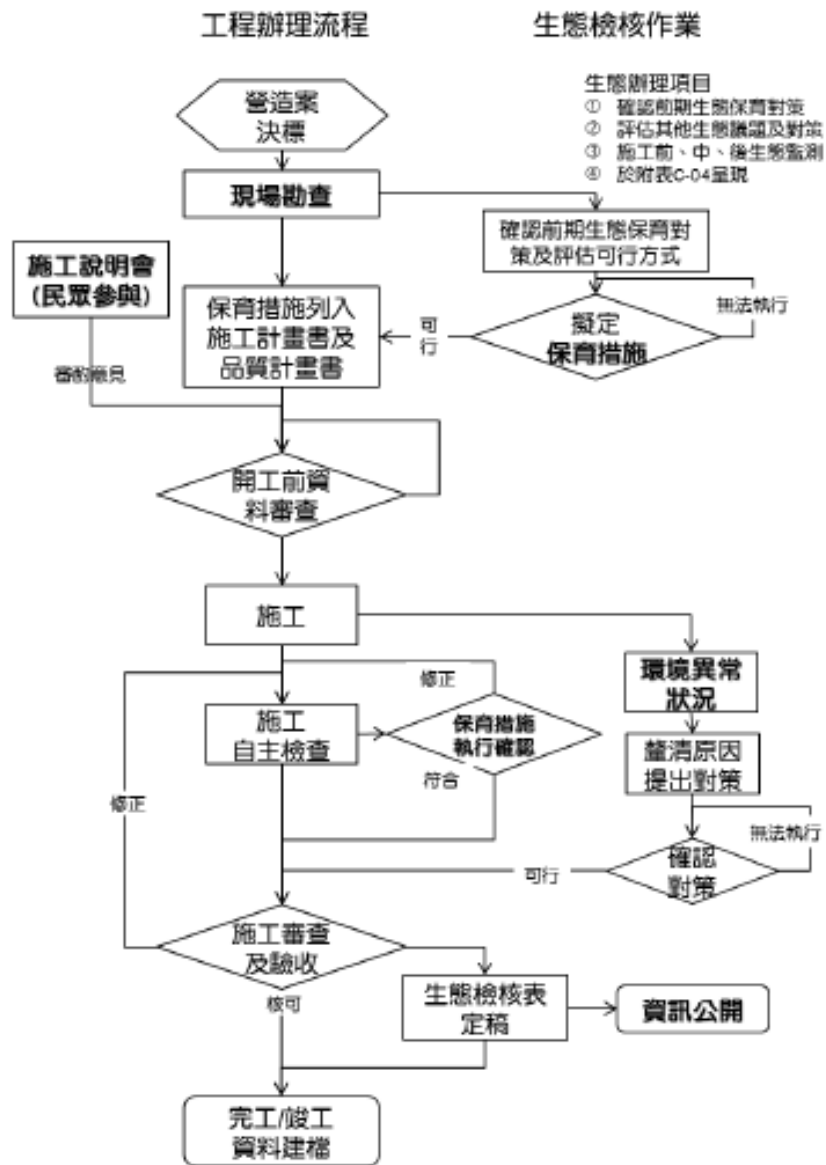 工程辦理流程
生態檢核作業
生態辦理項目
① 確認前期生態保育對策
② 評估其他生態議題及對策
③ 施工前、中、後生態監測
④ 於附表C-04呈現
營造案
決標
現場勘查
確認前期生態保育對
策及評估可行方式
施工說明會
(民眾參與)
保育措施列入
施工計畫書及
品質計畫書
可
行
擬定
保育措施
無法執行
審酌意見
開工前資
料審查
施工
環境異常
狀況
修正
施工
自主檢查
保育措施
執行確認
釐清原因
提出對策
修正
符合
無法執行
可行
確認
對策
施工審查
及驗收
核可
生態檢核表
定稿
資訊公開
完工/竣工
資料建檔